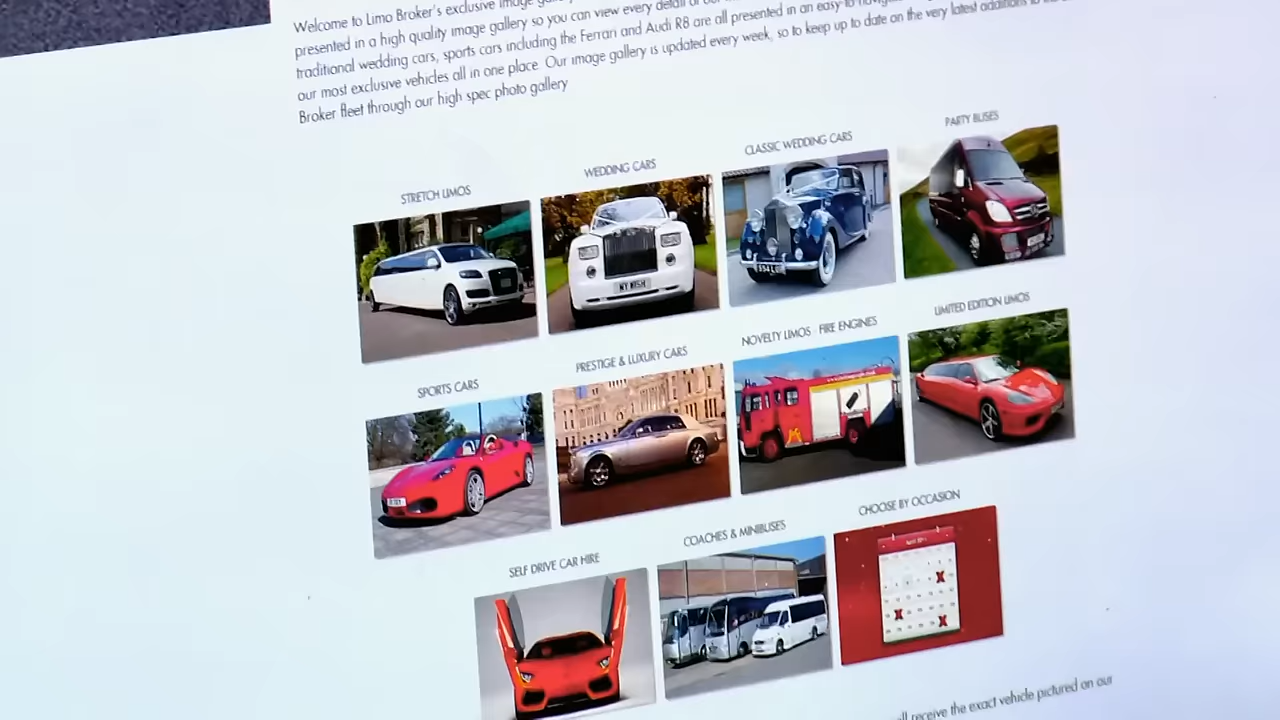 Welcome to Limo Broker's exclusive image
presented in a high quality image gallery so you can view every detail
traditional wedding cars, sports cars including the Ferrari and Audi R8 are all presented in an easy to
our most exclusive vehicles all in one place. Our image gallery is updated every week, so to keep up to date on the very latest additions to
Broker fleet through our high spec photo gallery
STRETCH LIMOS
WEDDING CARS
CLASSIC WEDDING CARS
PARTY BUSES
MY WISH
SPORTS CARS
PRESTIGE & LUXURY CARS
NOVELTY LIMOS - FIRE ENGINES
LIMITED EDITION LIMOS
SELF DRIVE CAR HIRE
COACHES & MINIBUSES
CHOOSE BY OCCASION
receive the exact vehicle pictured on our